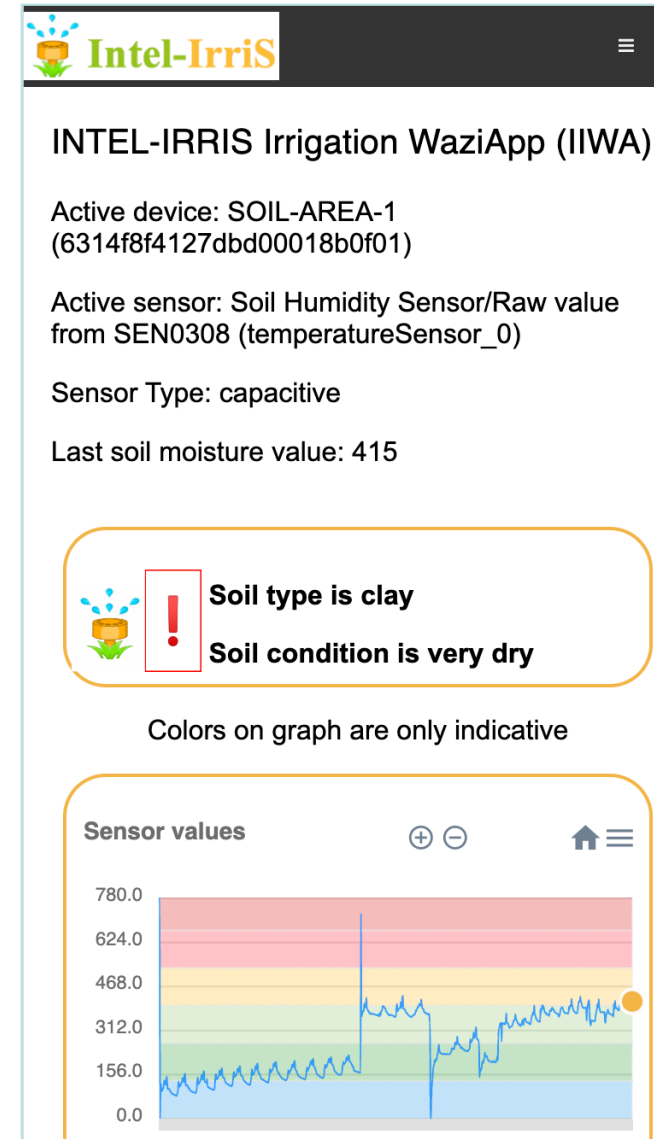 Intel-IrriS
INTEL-IRRIS Irrigation WaziApp (IIWA)
Active device: SOIL-AREA-1
(6314f8f4127dbd00018b0f01)
Active sensor: Soil Humidity Sensor/Raw value
from SEN0308 (temperatureSensor_0)
Sensor Type: capacitive
Last soil moisture value: 415
Soil type is clay
Soil condition is very dry
Colors on graph are only indicative
Sensor values
780.0
624.0
468.0
312.0
156.0
0.0